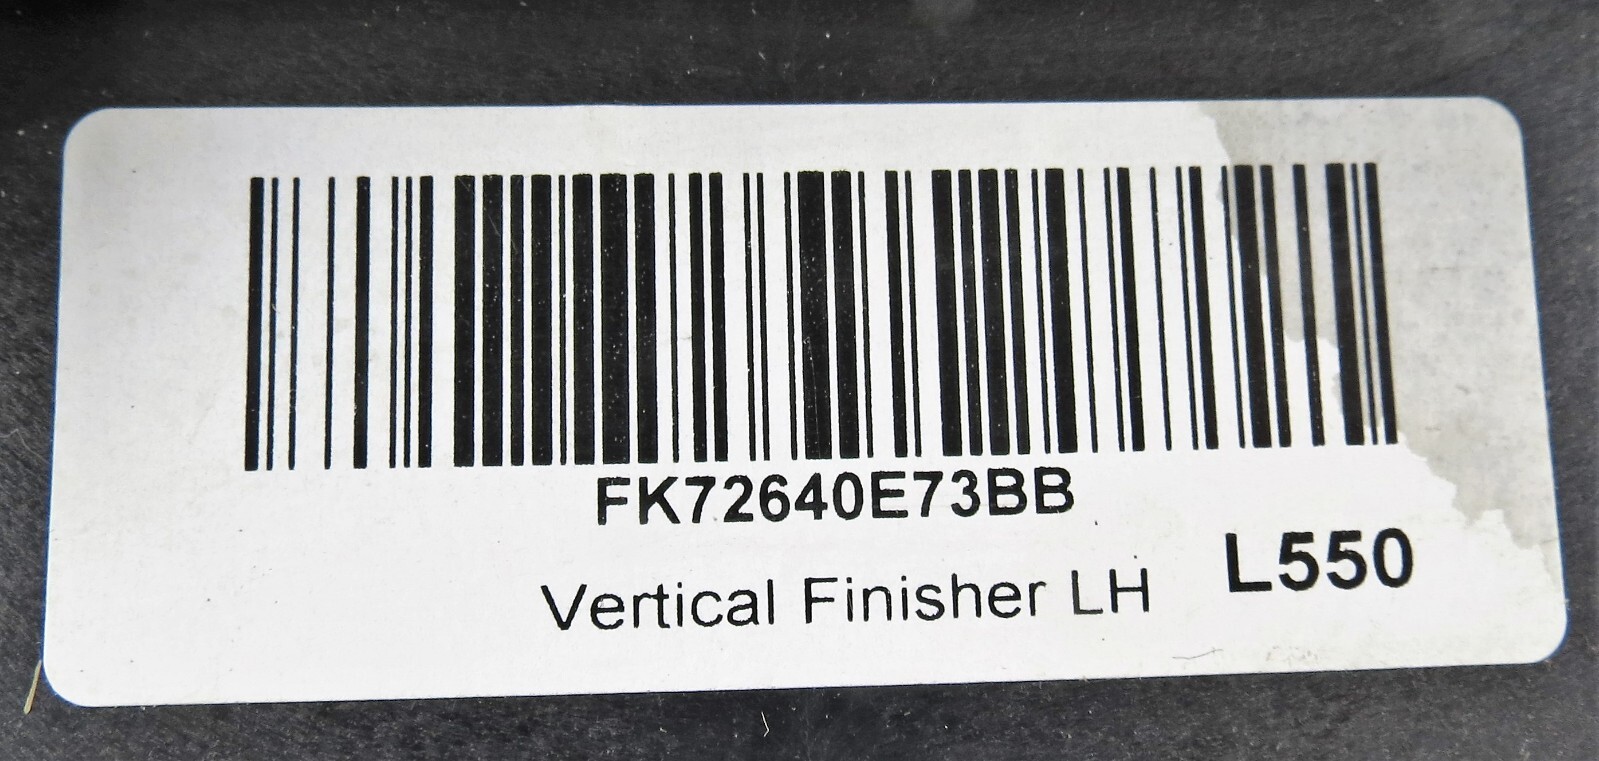 FK72640E73BB
Vertical Finisher LH L550